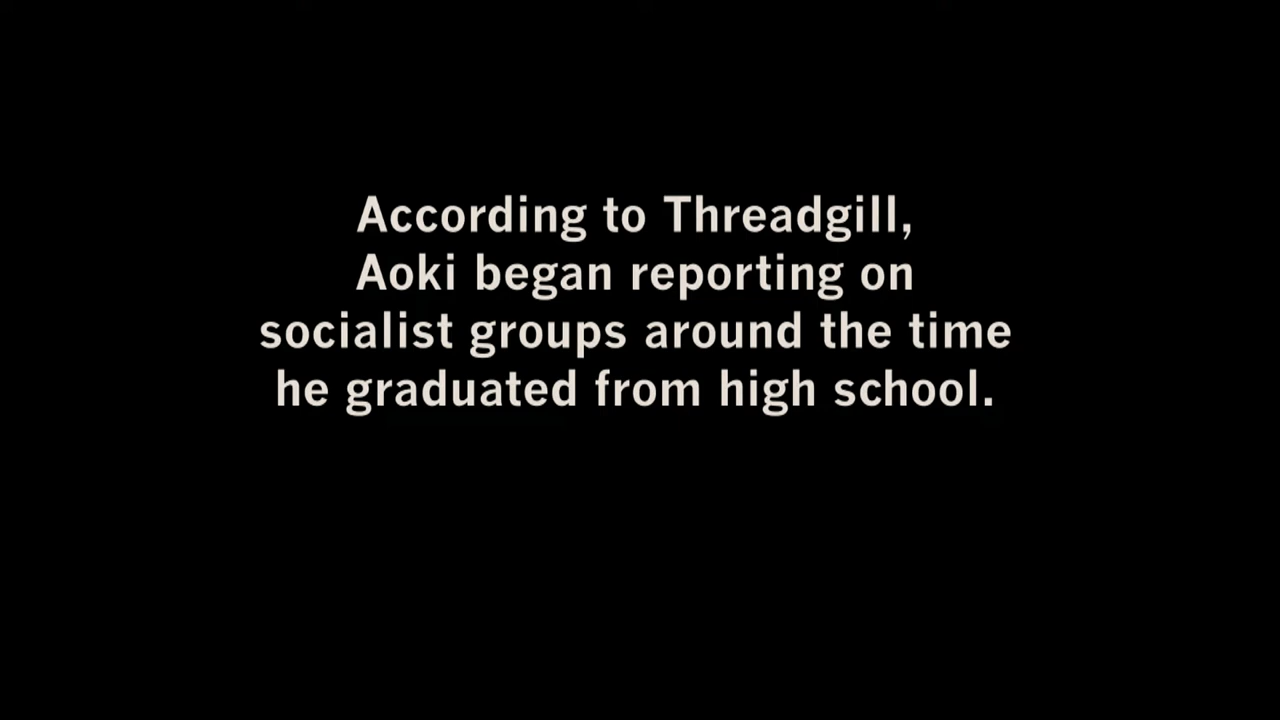 According to Threadgill,
Aoki began reporting on
socialist groups around the time
he graduated from high school.